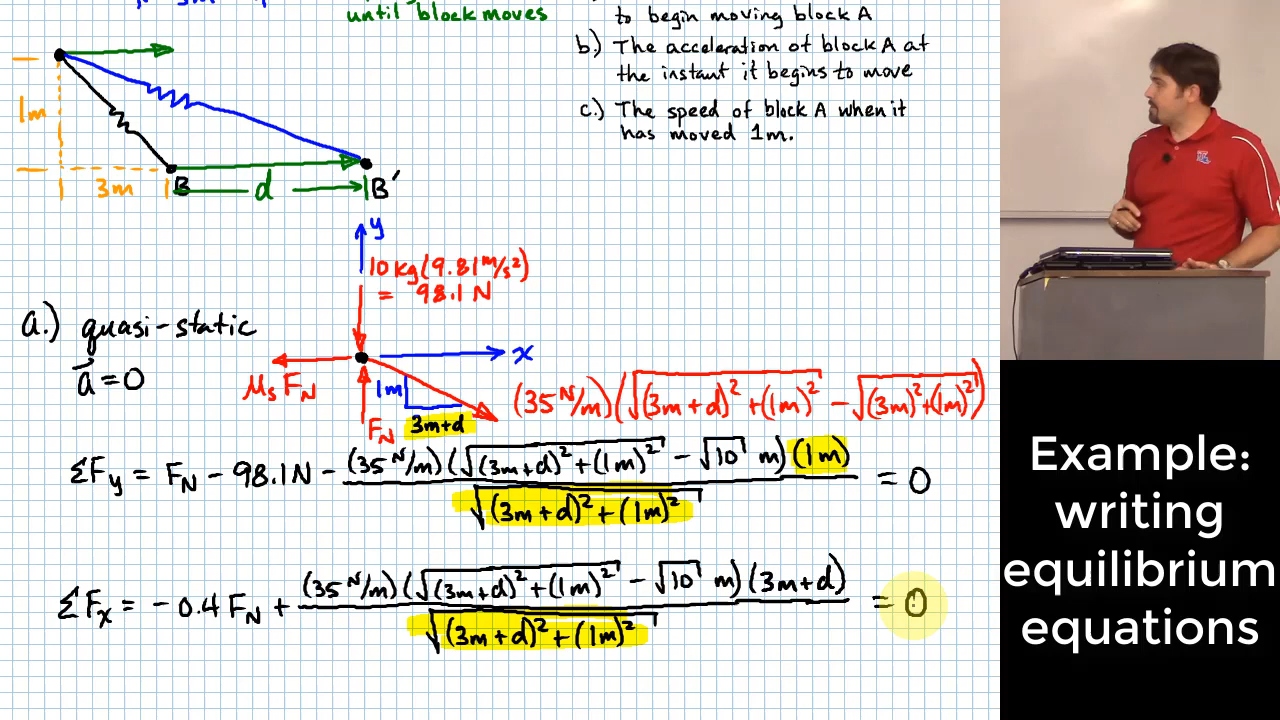 until block moves
to begin moving block A
b.) The acceleration of block A at
the instant it begins to move
c.) The speed of block A when it
has moved 1m.
1m
3m
B
d
B'
y
10 kg(9.81 m/s²)
= 98.1 N
a.) quasi-static
a⃗ = 0
x
μs FN
1m
3m+d
FN
(35 N/m)(√((3m+d)²+(1m)²) - √((3m)²+(1m)²))
ΣFy = FN - 98.1N - (35 N/m)(√((3m+d)²+(1m)²) - √10 m)(1m) / √((3m+d)²+(1m)²) = 0
ΣFx = -0.4 FN + (35 N/m)(√((3m+d)²+(1m)²) - √10 m)(3m+d) / √((3m+d)²+(1m)²) = 0
Example:
writing
equilibrium
equations